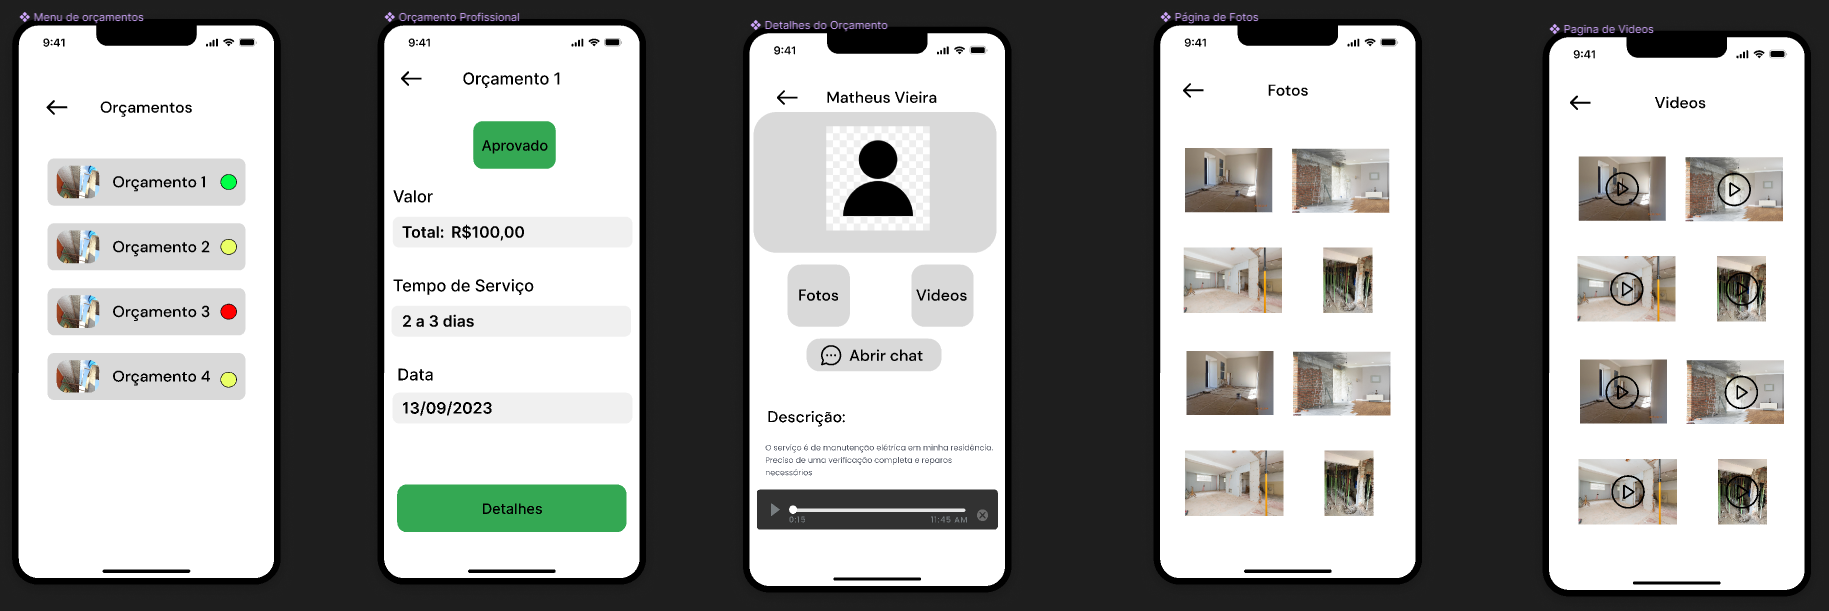 Menu de orçamentos
9:41
Orçamentos
Orçamento 1
Orçamento 2
Orçamento 3
Orçamento 4
Orçamento Profissional
9:41
Orçamento 1
Aprovado
Valor
Total: R$100,00
Tempo de Serviço
2 a 3 dias
Data
13/09/2023
Detalhes
Detalhes do Orçamento
9:41
Matheus Vieira
Fotos
Videos
Abrir chat
Descrição:
O serviço é de manutenção elétrica em minha residência.
Preciso de uma verificação completa e reparos
necessários
0:15
11:45 AM
Página de Fotos
9:41
Fotos
Pagina de Videos
9:41
Videos